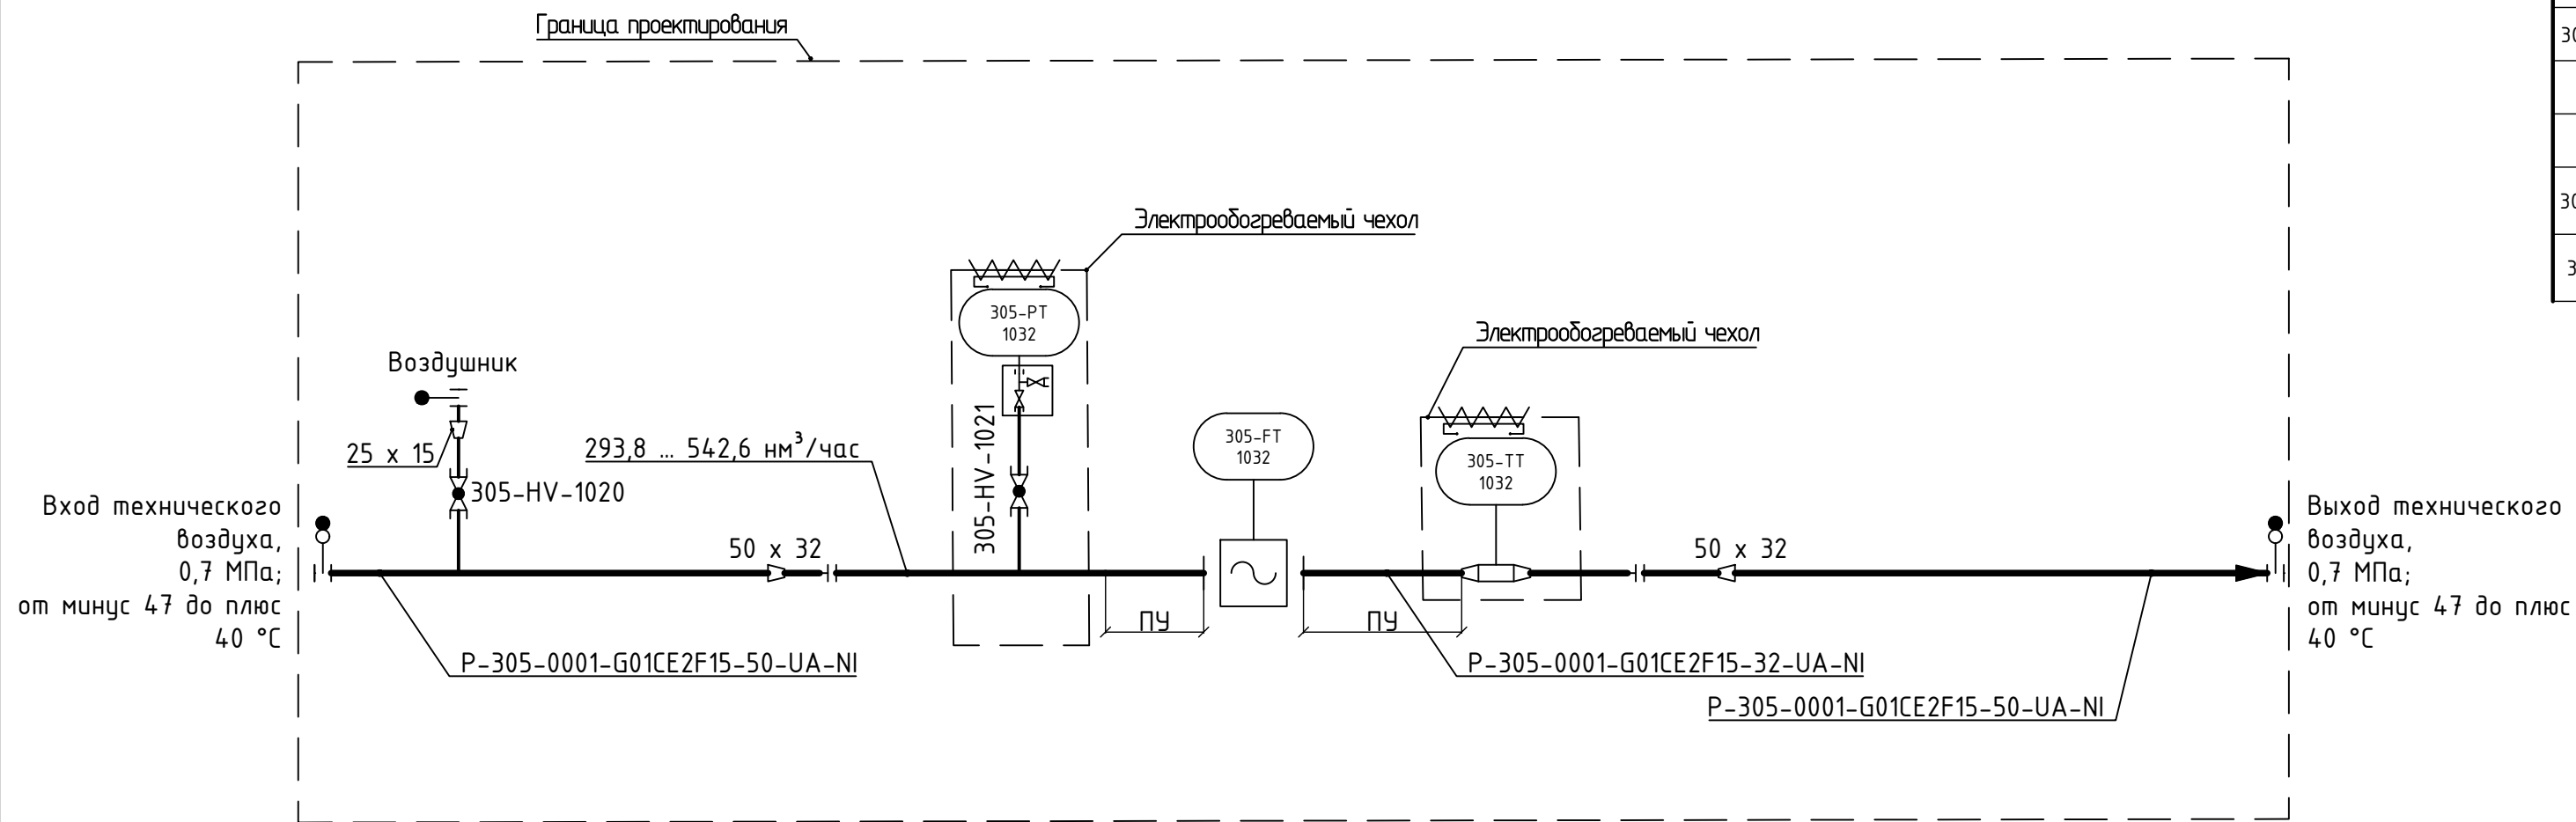 Граница проектирования
Электрообогреваемый чехол
305-PT
1032
Электрообогреваемый чехол
Воздушник
25 x 15
305-HV-1020
293,8 ... 542,6 нм³/час
305-HV-1021
305-FT
1032
305-TT
1032
Вход технического
воздуха,
0,7 МПа;
от минус 47 до плюс
40 °C
50 x 32
50 x 32
Выход технического
воздуха,
0,7 МПа;
от минус 47 до плюс
40 °C
ПУ
ПУ
P-305-0001-G01CE2F15-50-UA-NI
P-305-0001-G01CE2F15-32-UA-NI
P-305-0001-G01CE2F15-50-UA-NI